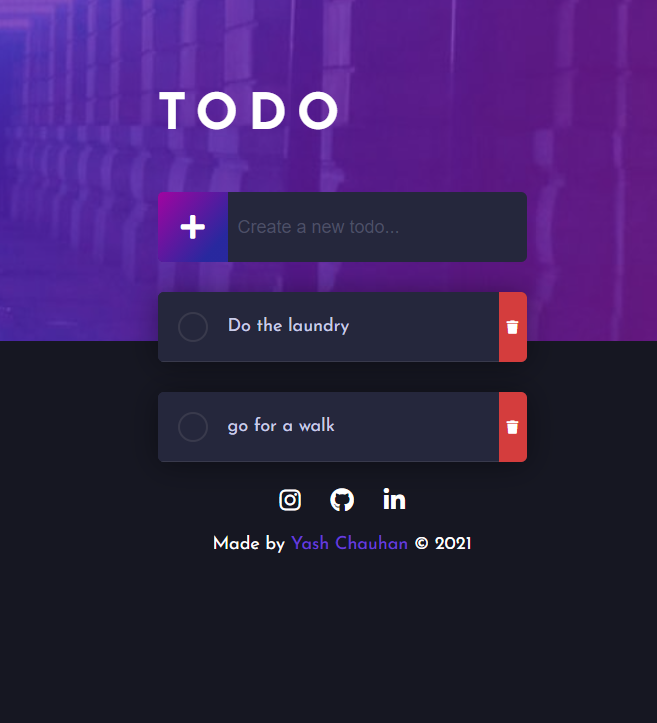 TODO
Create a new todo...
Do the laundry
go for a walk
Made by Yash Chauhan © 2021